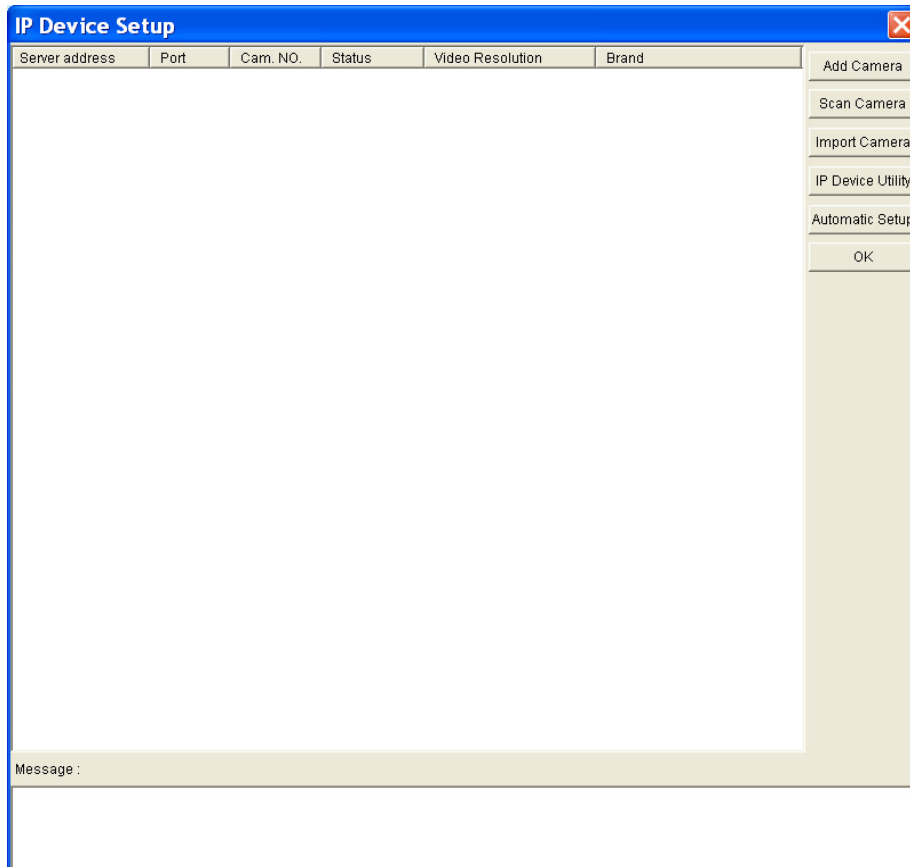 IP Device Setup
Server address Port Cam. NO. Status Video Resolution Brand
Add Camera
Scan Camera
Import Camera
IP Device Utility
Automatic Setup
OK
Message :